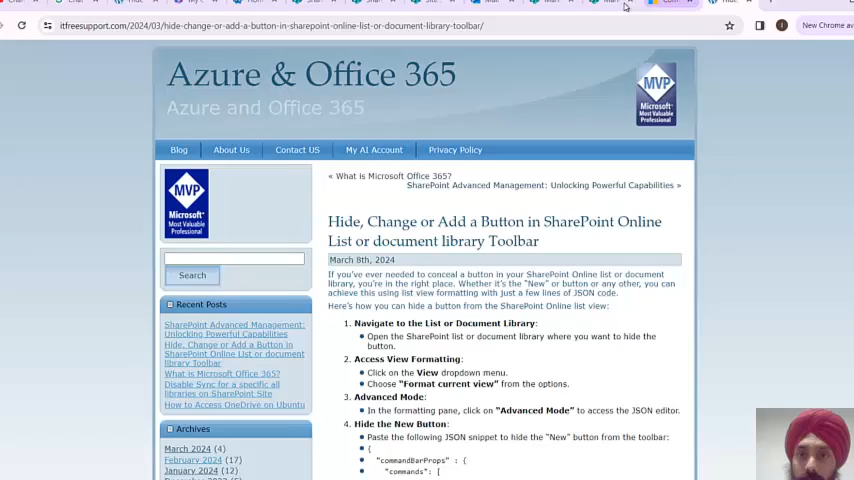 itfreesupport.com/2024/03/hide-change-or-add-a-button-in-sharepoint-online-list-or-document-library-toolbar/
New Chrome av
Azure & Office 365
Azure and Office 365
MVP
Microsoft
Most Valuable
Professional
Blog
About Us
Contact US
My AI Account
Privacy Policy
MVP
Microsoft
Most Valuable
Professional
Search
Recent Posts
SharePoint Advanced Management:
Unlocking Powerful Capabilities
Hide, Change or Add a Button in
SharePoint Online List or document
library Toolbar
What is Microsoft Office 365?
Disable Sync for a specific all
libraries on SharePoint Site
How to Access OneDrive on Ubuntu
Archives
March 2024 (4)
February 2024 (17)
January 2024 (12)
« What is Microsoft Office 365?
SharePoint Advanced Management: Unlocking Powerful Capabilities »
Hide, Change or Add a Button in SharePoint Online
List or document library Toolbar
March 8th, 2024
If you've ever needed to conceal a button in your SharePoint Online list or document
library, you're in the right place. Whether it's the "New" or button or any other, you can
achieve this using list view formatting with just a few lines of JSON code.
Here's how you can hide a button from the SharePoint Online list view:
1. Navigate to the List or Document Library:
Open the SharePoint list or document library where you want to hide the
button.
2. Access View Formatting:
Click on the View dropdown menu.
Choose "Format current view" from the options.
3. Advanced Mode:
In the formatting pane, click on "Advanced Mode" to access the JSON editor.
4. Hide the New Button:
Paste the following JSON snippet to hide the "New" button from the toolbar:
{
"commandBarProps" : {
"commands": [